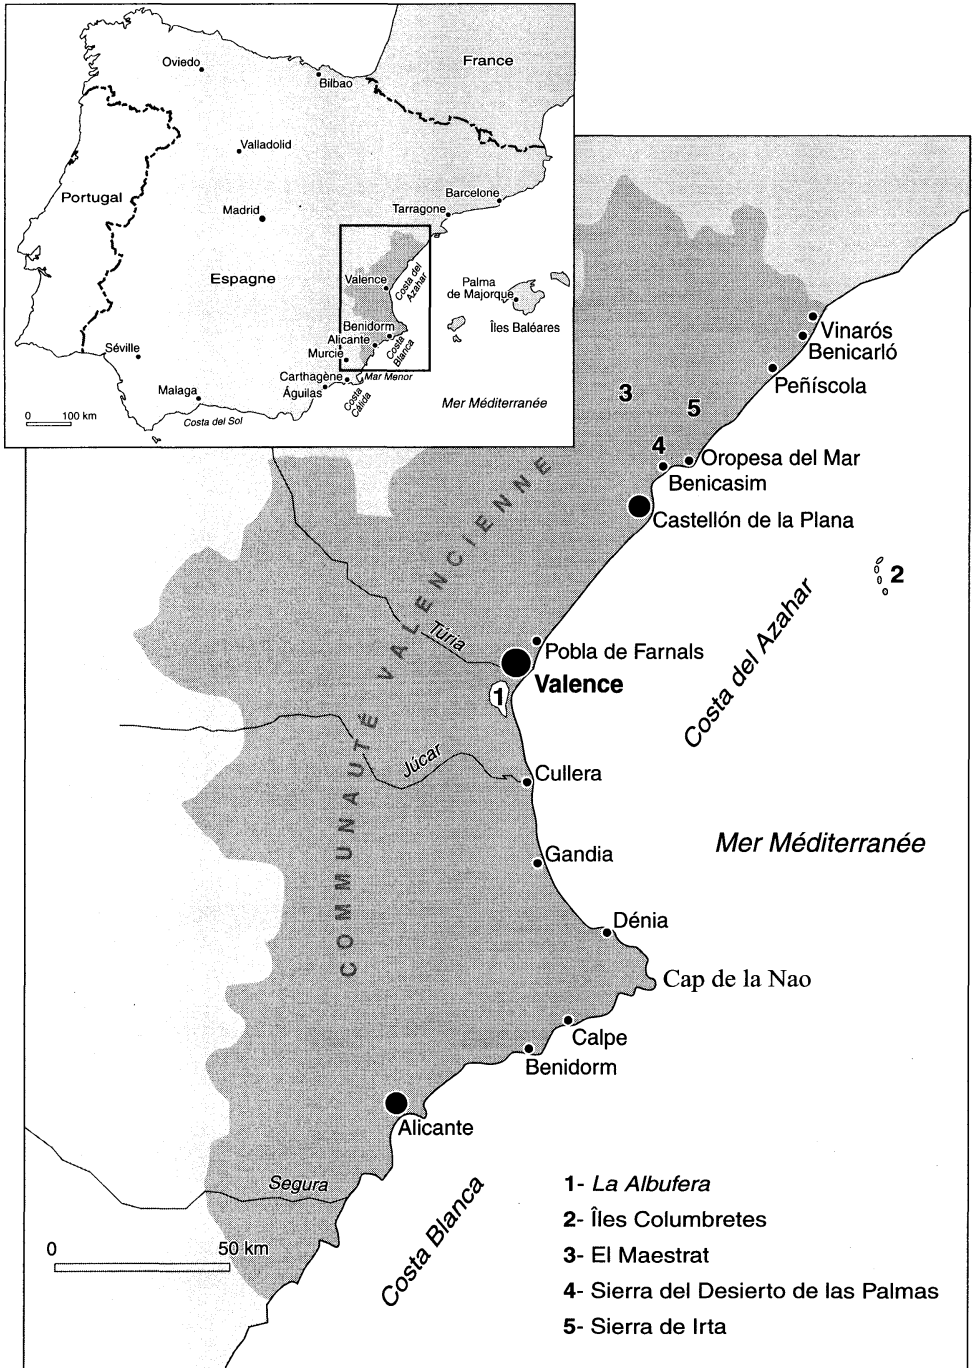 Oviedo
Bilbao
France
Valladolid
Portugal
Barcelone
Tarragone
Madrid
Espagne
Valence
Costa del
Azahar
Palma
de Majorque
Îles Baléares
Benidorm
Alicante
Costa
Blanca
Murcie
Séville
Carthagène
Mar Menor
Águilas
Costa
Cálida
Malaga
Costa del Sol
Mer Méditerranée
0 100 km
Vinarós
Benicarló
Peñíscola
3
5
4
Oropesa del Mar
Benicasim
Castellón de la Plana
2
COMMUNAUTÉ VALENCIENNE
Costa del Azahar
Túria
Pobla de Farnals
Valence
1
Júcar
Cullera
Mer Méditerranée
Gandia
Dénia
Cap de la Nao
Calpe
Benidorm
Alicante
Segura
Costa Blanca
0 50 km
1- La Albufera
2- Îles Columbretes
3- El Maestrat
4- Sierra del Desierto de las Palmas
5- Sierra de Irta